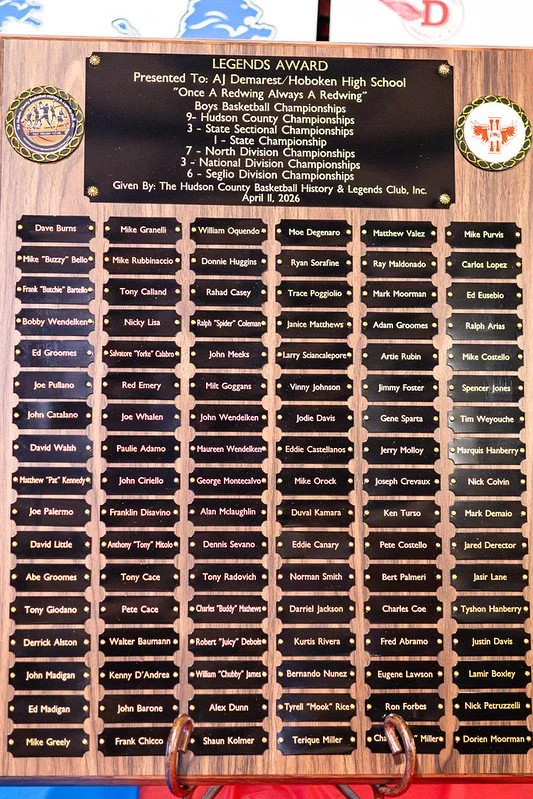 LEGENDS AWARD
Presented To: AJ Demarest/Hoboken High School
"Once A Redwing Always A Redwing"
Boys Basketball Championships
9- Hudson County Championships
3 - State Sectional Championships
1 - State Championship
7 - North Division Championships
3 - National Division Championships
6 - Seglio Division Championships
Given By: The Hudson County Basketball History & Legends Club, Inc.
April 11, 2026
Dave Burns Mike Granelli William Oquendo Moe Degenaro Matthew Valez Mike Purvis
Mike "Buzzy" Bello Mike Rubbinaccio Donnie Huggins Ryan Sorafine Ray Maldonado Carlos Lopez
Frank "Butchie" Bartello Tony Calland Rahad Casey Trace Poggiolio Mark Moorman Ed Eusebio
Bobby Wendelken Nicky Lisa Ralph "Spider" Coleman Janice Matthews Adam Groomes Ralph Arias
Ed Groomes Salvatore "Yorke" Calabro John Meeks Larry Sciancalepore Artie Rubin Mike Costello
Joe Pullano Red Emery Milt Goggans Vinny Johnson Jimmy Foster Spencer Jones
John Catalano Joe Whalen John Wendelken Jodie Davis Gene Sparta Tim Weyouche
David Walsh Paulie Adamo Maureen Wendelken Eddie Castellanos Jerry Molloy Marquis Hanberry
Matthew "Pat" Kennedy John Ciriello George Montecalvo Mike Orock Joseph Crevaux Nick Colvin
Joe Palermo Franklin Disavino Alan Mclaughlin Duval Kamara Ken Turso Mark Demaio
David Little Anthony "Tony" Mitolo Dennis Sevano Eddie Canary Pete Costello Jared Derector
Abe Groomes Tony Cace Tony Radovich Norman Smith Bert Palmeri Jasir Lane
Tony Giodano Pete Cace Charles "Buddy" Mathews Darriel Jackson Charles Coe Tyshon Hanberry
Derrick Alston Walter Baumann Robert "Juicy" Debois Kurtis Rivera Fred Abramo Justin Davis
John Madigan Kenny D'Andrea William "Chubby" James Bernando Nunez Eugene Lawson Lamir Boxley
Ed Madigan John Barone Alex Dunn Tyrell "Mook" Rice Ron Forbes Nick Petruzzelli
Mike Greely Frank Chicco Shaun Kolmer Terique Miller Miller Dorien Moorman